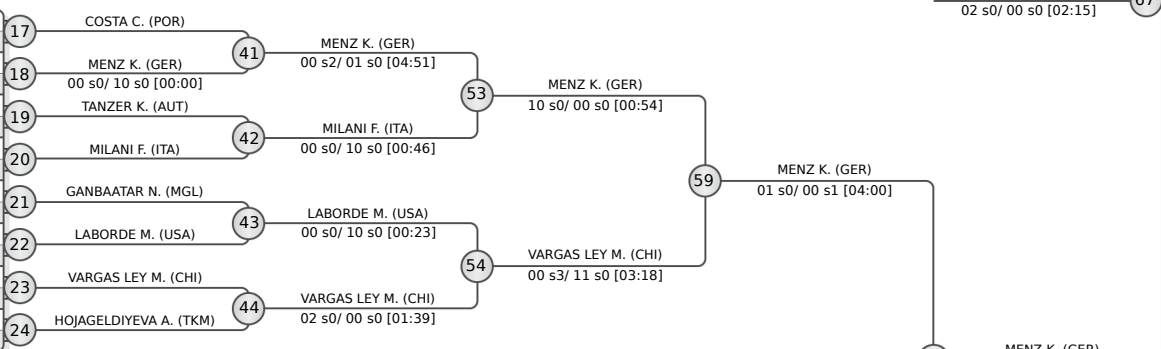 67
02 s0/ 00 s0 [02:15]
17
COSTA C. (POR)
41
MENZ K. (GER)
00 s2/ 01 s0 [04:51]
18
MENZ K. (GER)
00 s0/ 10 s0 [00:00]
53
MENZ K. (GER)
10 s0/ 00 s0 [00:54]
19
TANZER K. (AUT)
42
MILANI F. (ITA)
00 s0/ 10 s0 [00:46]
20
MILANI F. (ITA)
59
MENZ K. (GER)
01 s0/ 00 s1 [04:00]
21
GANBAATAR N. (MGL)
43
LABORDE M. (USA)
00 s0/ 10 s0 [00:23]
22
LABORDE M. (USA)
54
VARGAS LEY M. (CHI)
00 s3/ 11 s0 [03:18]
23
VARGAS LEY M. (CHI)
44
VARGAS LEY M. (CHI)
02 s0/ 00 s0 [01:39]
24
HOJAGELDIYEVA A. (TKM)
MENZ K. (GER)